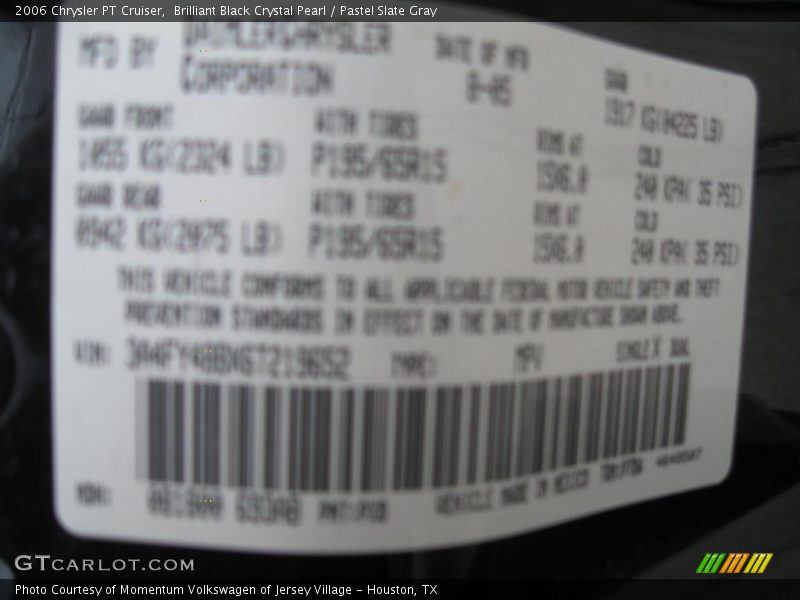 2006 Chrysler PT Cruiser, Brilliant Black Crystal Pearl / Pastel Slate Gray
MFD BY DAIMLERCHRYSLER CORPORATION
DATE OF MFR 8-05
GVWR 1917 KG(04225 LB)
GAWR FRONT 1055 KG(2324 LB)
WITH TIRES P195/65R15
RIMS AT 15X6.0
COLD 240 KPA( 35 PSI)
GAWR REAR 0942 KG(2075 LB)
WITH TIRES P195/65R15
RIMS AT 15X6.0
COLD 240 KPA( 35 PSI)
THIS VEHICLE CONFORMS TO ALL APPLICABLE FEDERAL MOTOR VEHICLE SAFETY AND THEFT
PREVENTION STANDARDS IN EFFECT ON THE DATE OF MANUFACTURE SHOWN ABOVE.
VIN: TYPE: MPV SINGLE X DUAL
MDH: VEHICLE MADE IN MEXICO
GTCARLOT.COM
Photo Courtesy of Momentum Volkswagen of Jersey Village - Houston, TX